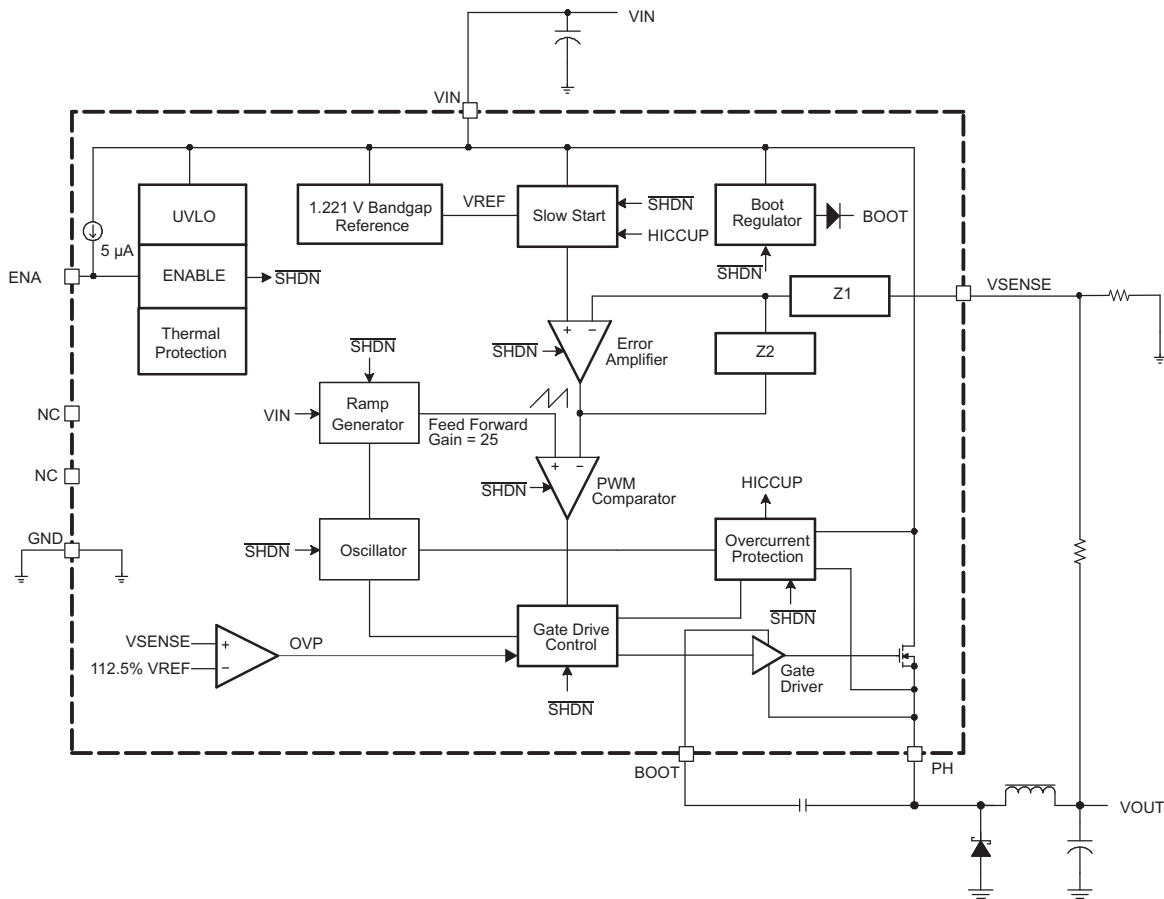 VIN
VIN
UVLO
1.221 V Bandgap
Reference
VREF
Slow Start
SHDN
HICCUP
Boot
Regulator
BOOT
5 µA
ENA
ENABLE
SHDN
SHDN
Z1
VSENSE
Thermal
Protection
SHDN
+ −
Error
Amplifier
Z2
SHDN
VIN
Ramp
Generator
Feed Forward
Gain = 25
NC
+ −
SHDN
PWM
Comparator
NC
HICCUP
GND
SHDN
Oscillator
Overcurrent
Protection
SHDN
VSENSE
+
OVP
112.5% VREF
−
Gate Drive
Control
SHDN
Gate
Driver
BOOT
PH
VOUT